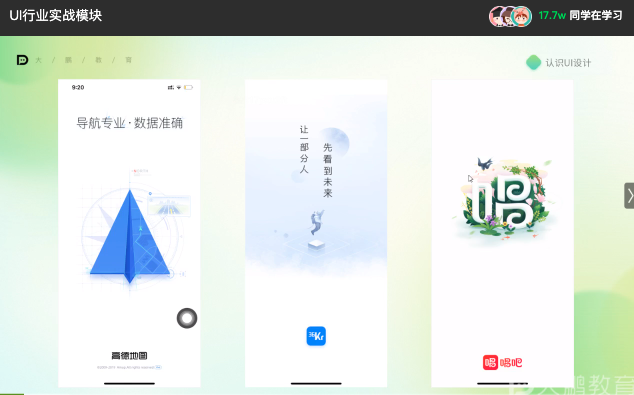 UI行业实战模块
17.7w 同学在学习
大 / 鹏 / 教 / 育
认识UI设计
9:20
导航专业·数据准确
让一部分人
先看到未来
唱
高德地图
36Kr
唱 唱吧
大鹏教育